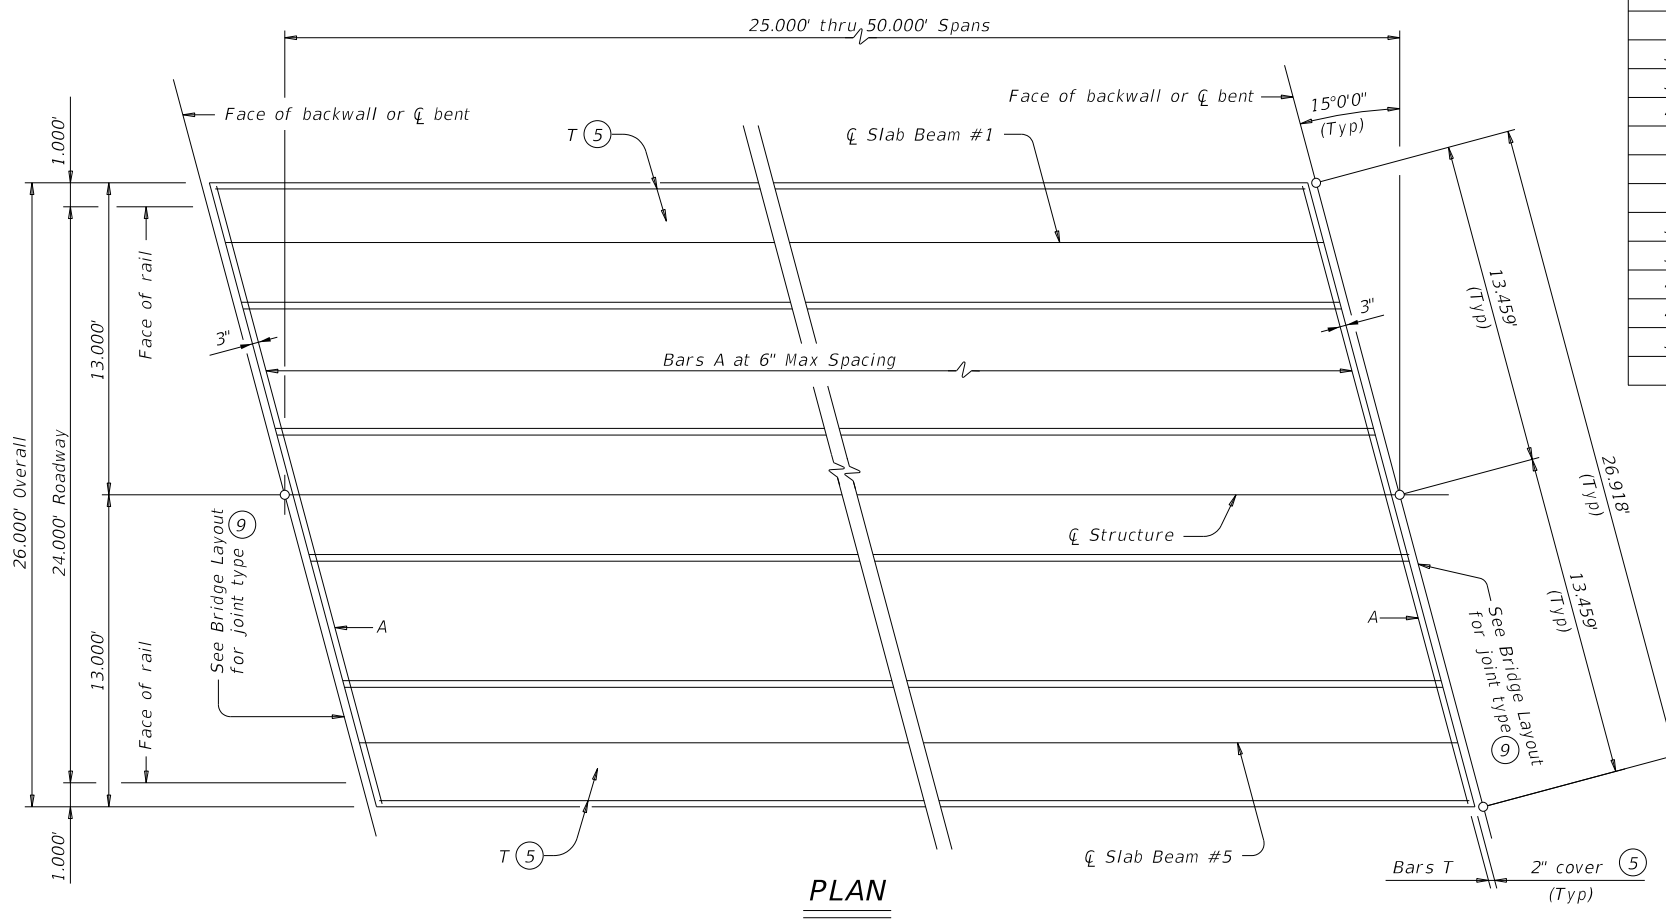 25.000' thru 50.000' Spans
Face of backwall or ℄ bent
Face of backwall or ℄ bent
15°0'0"
(Typ)
T 5
℄ Slab Beam #1
1.000'
Face of rail
13.000'
3"
3"
13.459'
(Typ)
Bars A at 6" Max Spacing
26.000' Overall
24.000' Roadway
26.918'
(Typ)
℄ Structure
See Bridge Layout
for joint type 9
A
A
See Bridge Layout
for joint type 9
13.459'
(Typ)
13.000'
Face of rail
1.000'
T 5
℄ Slab Beam #5
Bars T
2" cover 5
(Typ)
PLAN